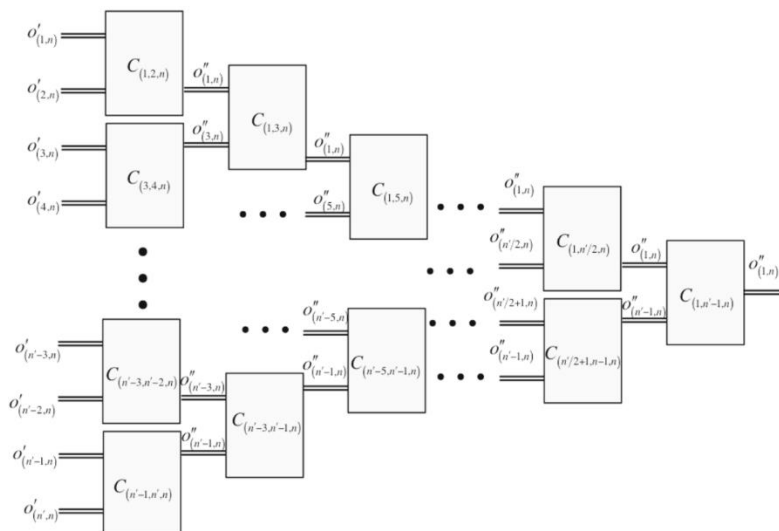 o′(1,n)
C(1,2,n)
o′(2,n)
o″(1,n)
C(1,3,n)
o′(3,n)
o″(3,n)
C(3,4,n)
o′(4,n)
o″(1,n)
C(1,5,n)
o″(5,n)
o″(1,n)
C(1,n′/2,n)
o″(n′/2,n)
o″(1,n)
C(1,n′−1,n)
o″(1,n)
o″(n′/2+1,n)
o″(n′−1,n)
C(n′/2+1,n−1,n)
o″(n′−1,n)
o″(n′−5,n)
C(n′−5,n′−1,n)
o″(n′−1,n)
o′(n′−3,n)
C(n′−3,n′−2,n)
o′(n′−2,n)
o″(n′−3,n)
C(n′−3,n′−1,n)
o″(n′−1,n)
o′(n′−1,n)
C(n′−1,n′,n)
o′(n′,n)